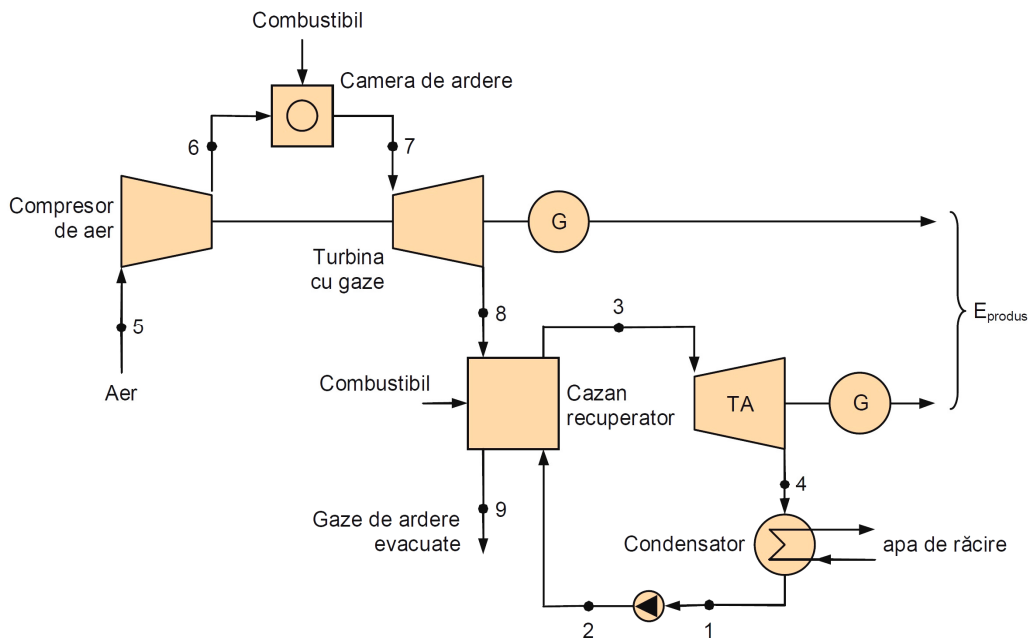 Combustibil
Camera de ardere
6
7
Compresor
de aer
G
Turbina
cu gaze
E produs
5
8
3
Aer
Combustibil
Cazan
recuperator
TA
G
4
9
Gaze de ardere
evacuate
Condensator
apa de răcire
2
1